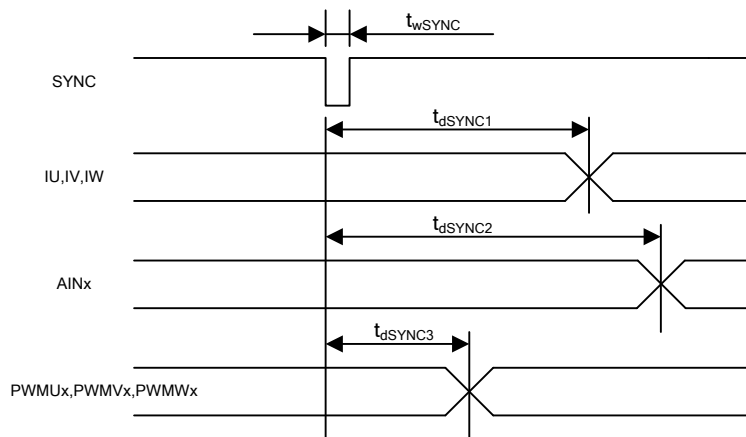 twSYNC
SYNC
tdSYNC1
IU,IV,IW
tdSYNC2
AINx
tdSYNC3
PWMUx,PWMVx,PWMWx